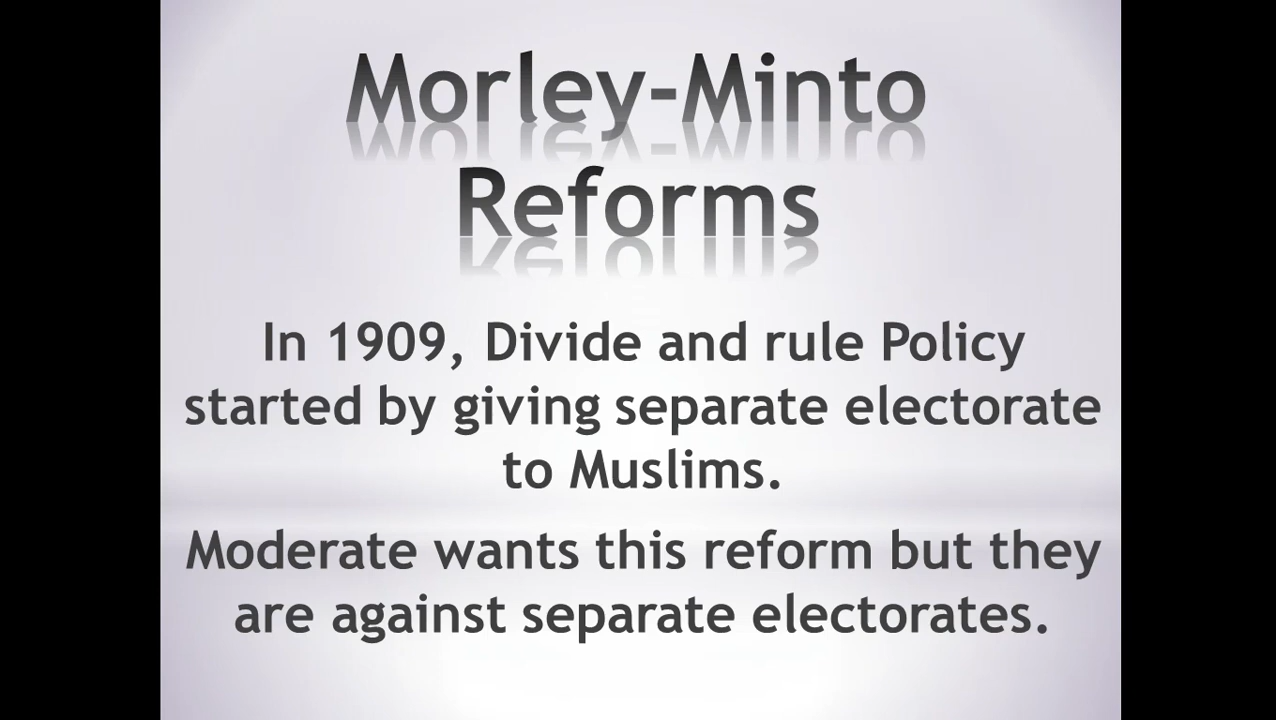 Morley-Minto
Reforms
In 1909, Divide and rule Policy
started by giving separate electorate
to Muslims.
Moderate wants this reform but they
are against separate electorates.